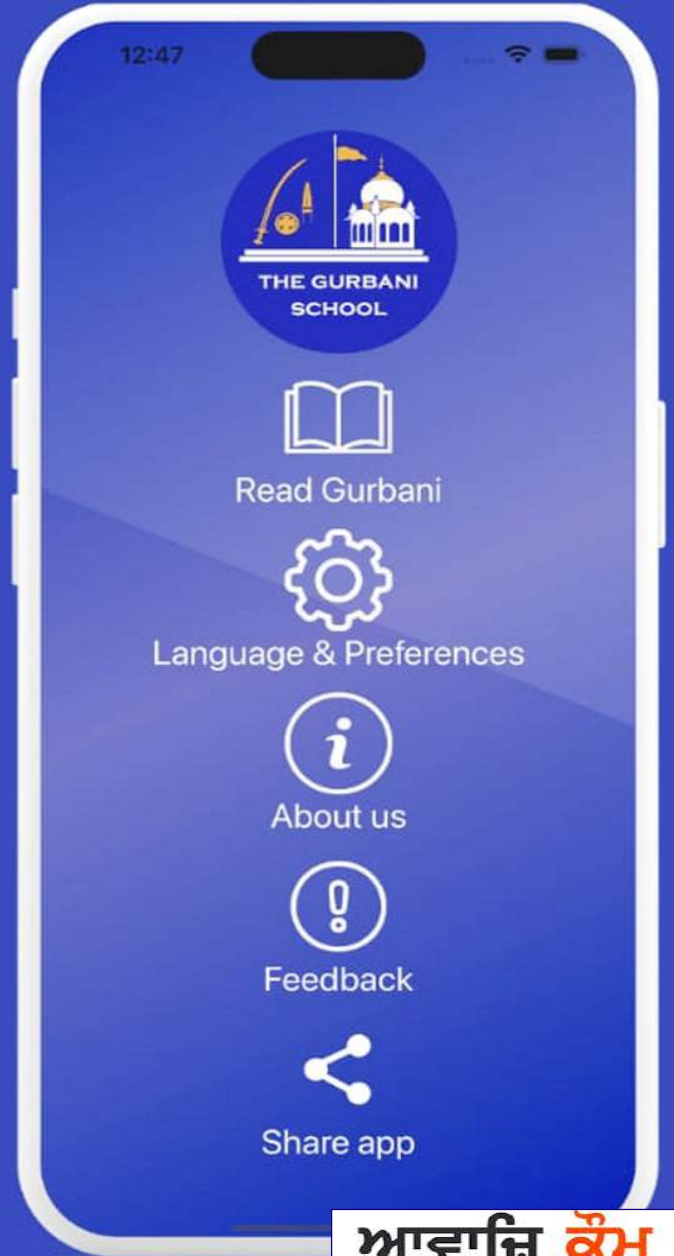 12:47
THE GURBANI
SCHOOL
Read Gurbani
Language & Preferences
About us
Feedback
Share app
ਆਵਾਜ਼ਿ ਕੌਮ